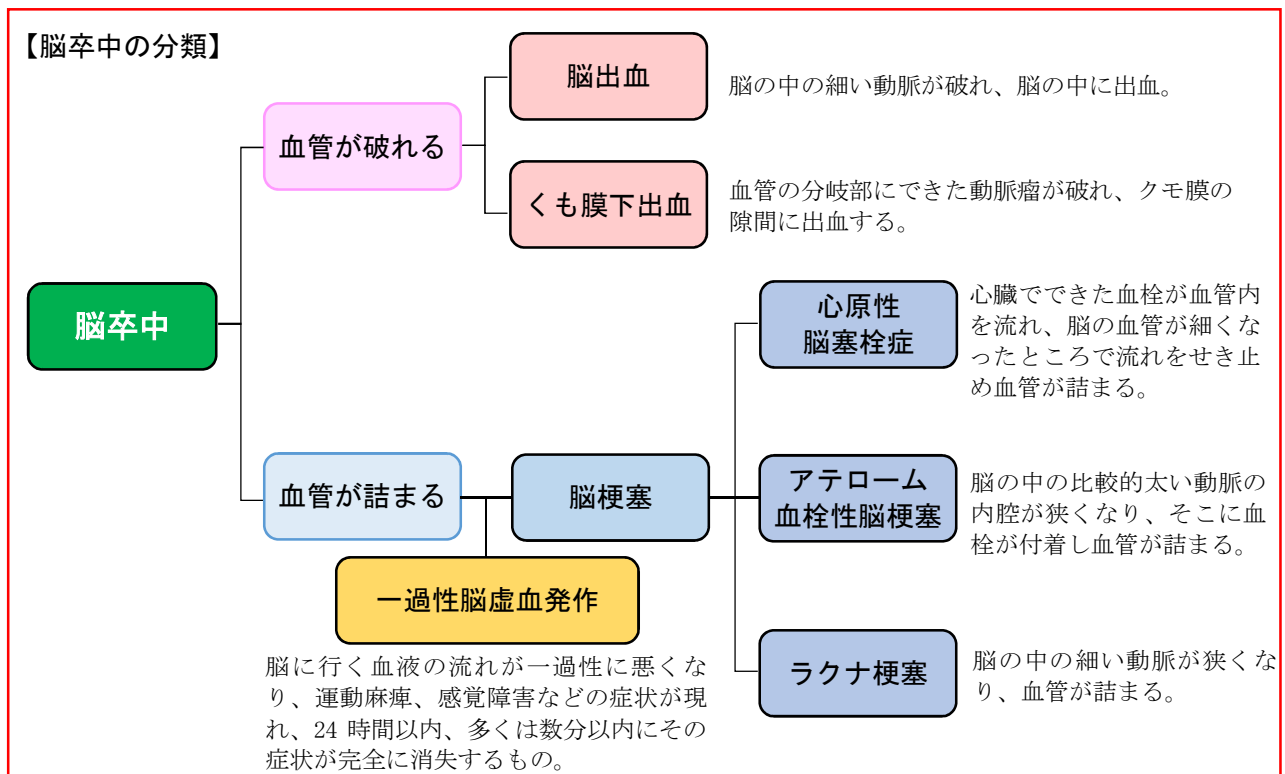 【脳卒中の分類】
脳出血
脳の中の細い動脈が破れ、脳の中に出血。
血管が破れる
くも膜下出血
血管の分岐部にできた動脈瘤が破れ、クモ膜の
隙間に出血する。
脳卒中
心原性
脳塞栓症
心臓でできた血栓が血管内
を流れ、脳の血管が細くな
ったところで流れをせき止
め血管が詰まる。
血管が詰まる
脳梗塞
アテローム
血栓性脳梗塞
脳の中の比較的太い動脈の
内腔が狭くなり、そこに血
栓が付着し血管が詰まる。
一過性脳虚血発作
脳に行く血液の流れが一過性に悪くな
り、運動麻痺、感覚障害などの症状が現
れ、24 時間以内、多くは数分以内にその
症状が完全に消失するもの。
ラクナ梗塞
脳の中の細い動脈が狭くな
り、血管が詰まる。